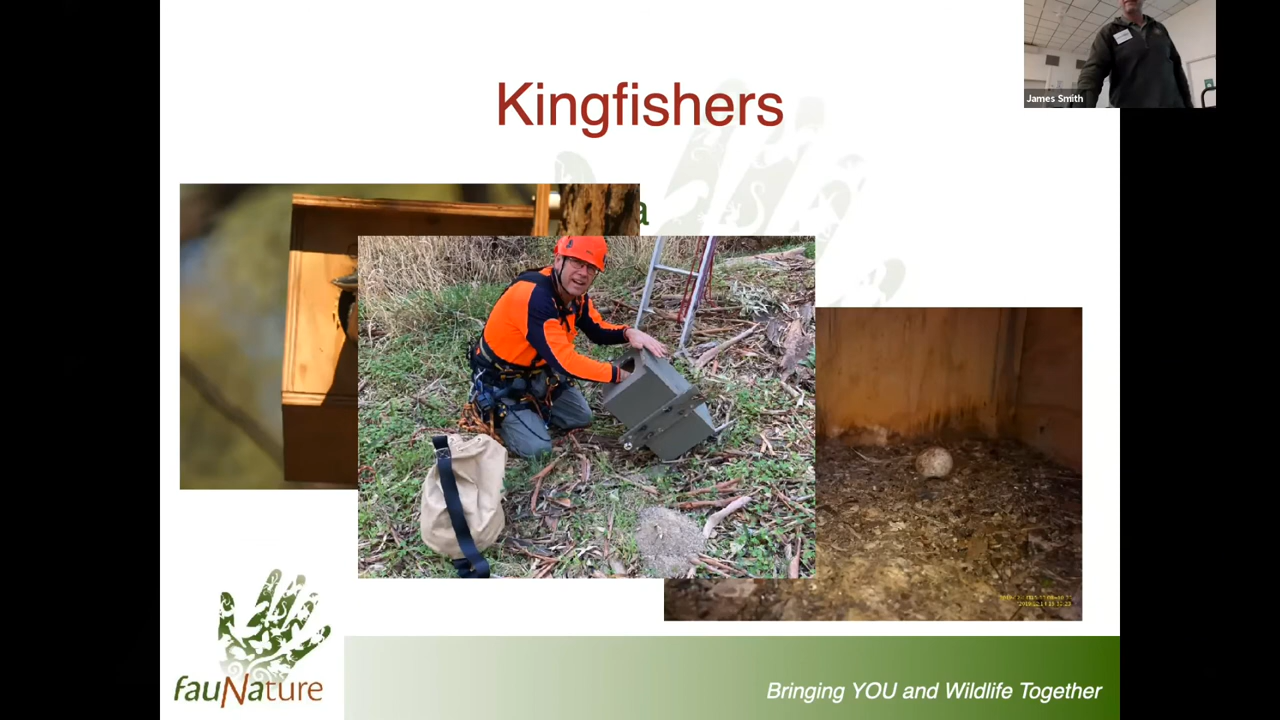 Kingfishers
James Smith
a
fauNature
Bringing YOU and Wildlife Together